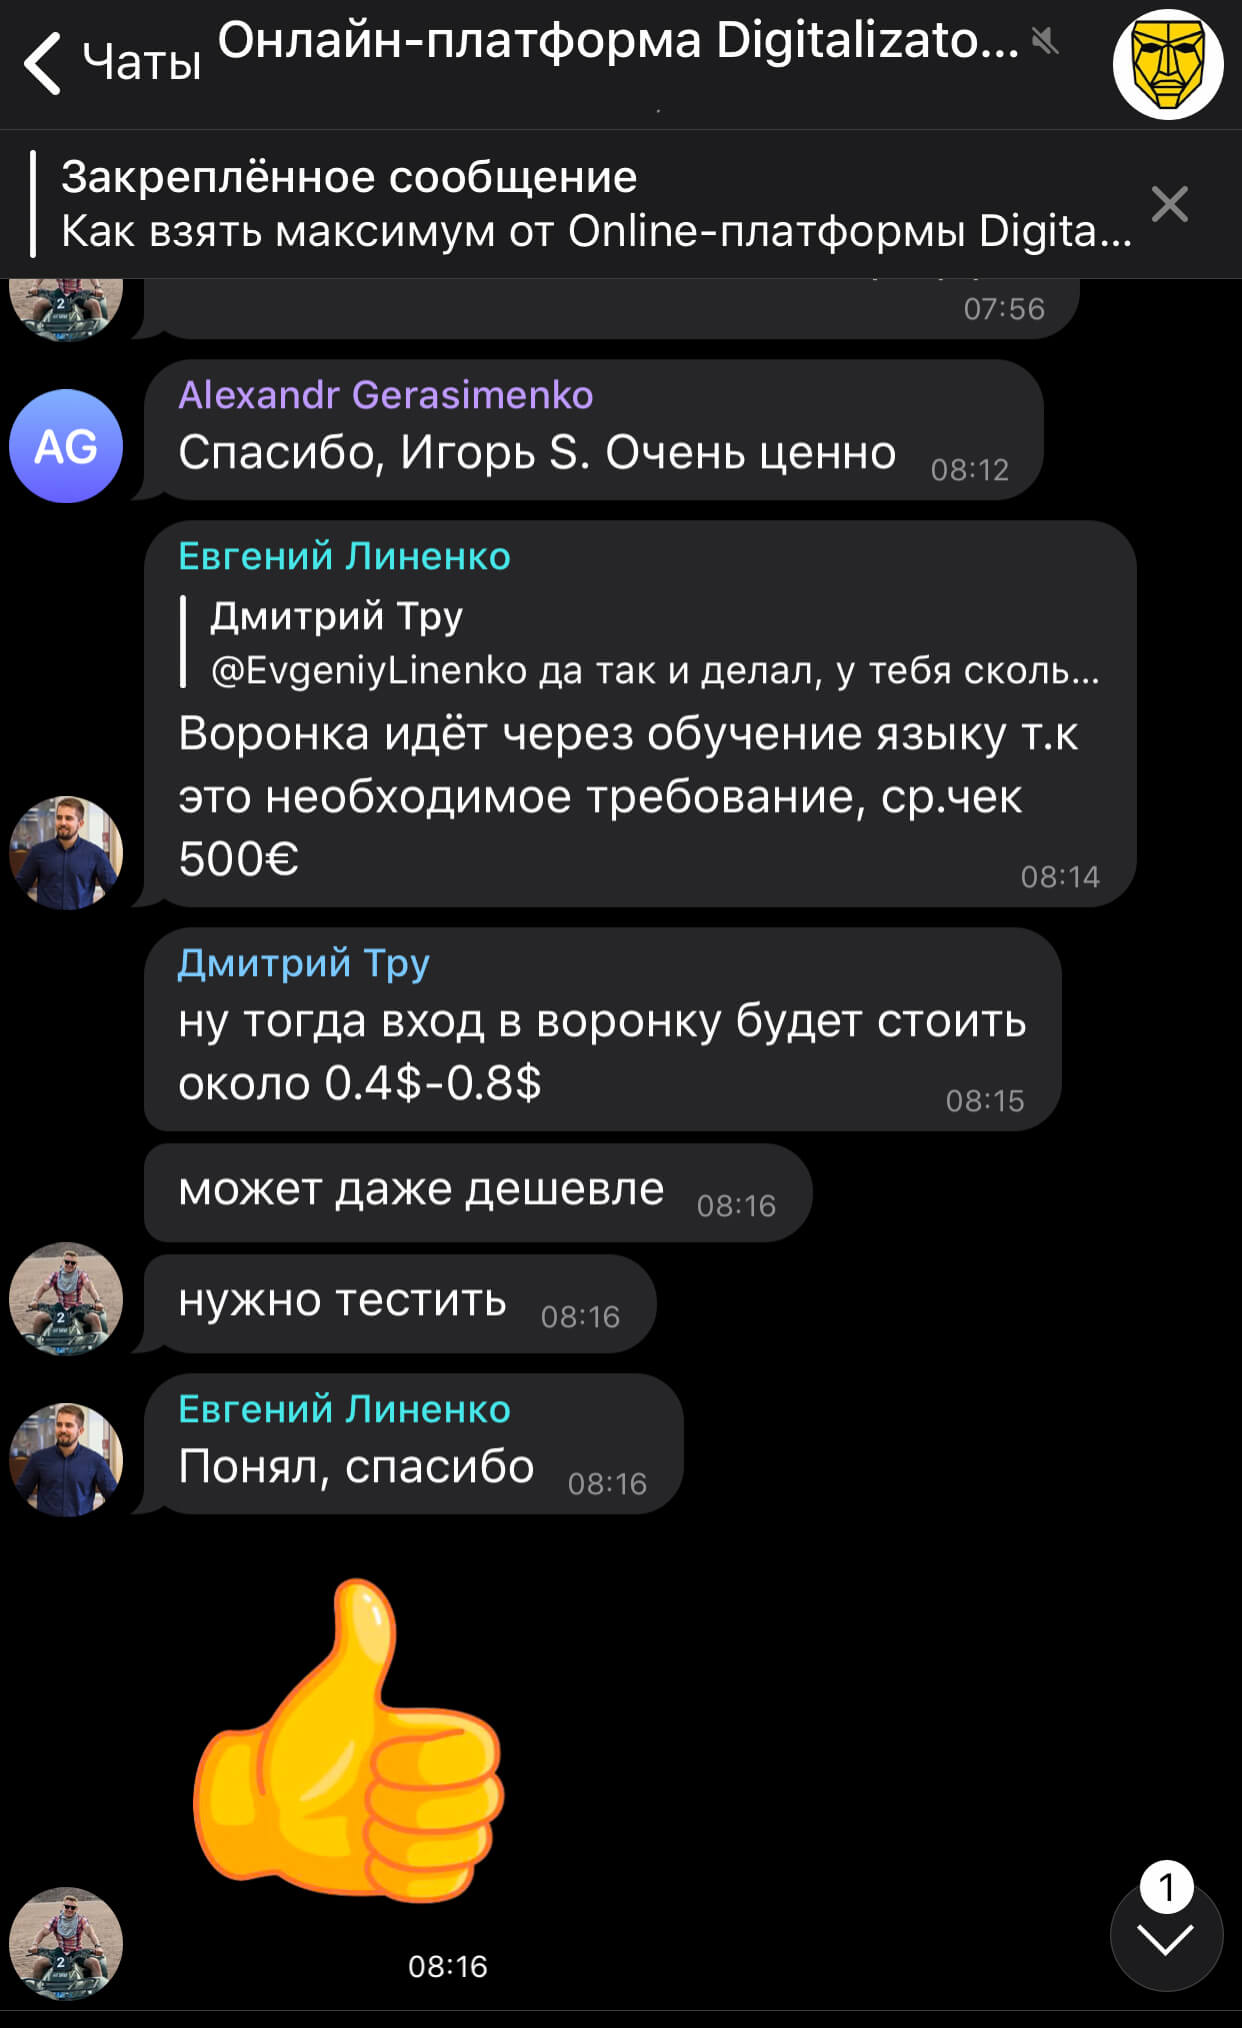 Чаты
Онлайн-платформа Digitalizato...
Закреплённое сообщение
Как взять максимум от Online-платформы Digita...
2
07:56
Alexandr Gerasimenko
AG
Спасибо, Игорь S. Очень ценно 08:12
Евгений Линенко
Дмитрий Тру
@EvgeniyLinenko да так и делал, у тебя сколь...
Воронка идёт через обучение языку т.к
это необходимое требование, ср.чек
500€
08:14
Дмитрий Тру
ну тогда вход в воронку будет стоить
около 0.4$-0.8$
08:15
может даже дешевле 08:16
нужно тестить 08:16
2
Евгений Линенко
Понял, спасибо 08:16
1
2
08:16